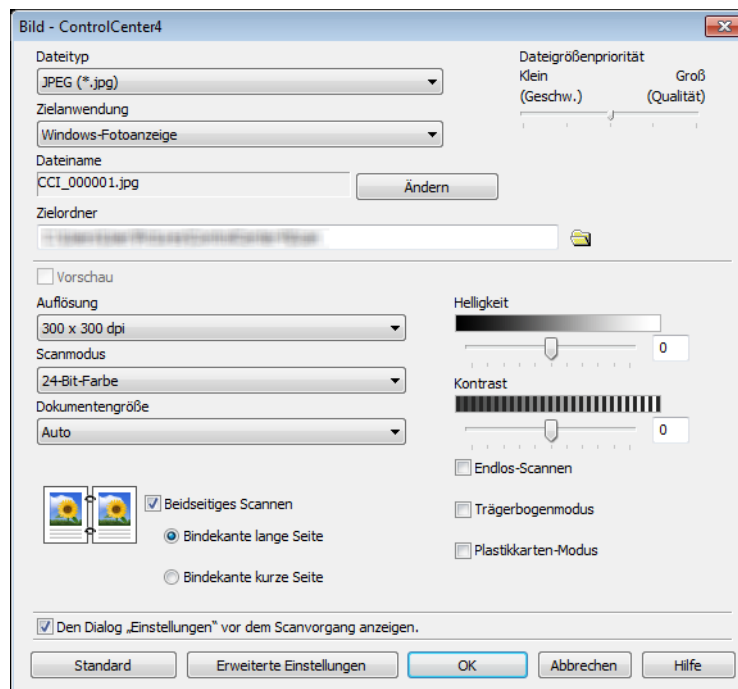 Bild - ControlCenter4
Dateityp
JPEG (*.jpg)
Zielanwendung
Windows-Fotoanzeige
Dateiname
CCI_000001.jpg
Ändern
Zielordner
Dateigrößenpriorität
Klein Groß
(Geschw.) (Qualität)
Vorschau
Auflösung
300 x 300 dpi
Scanmodus
24-Bit-Farbe
Dokumentengröße
Auto
Helligkeit
0
Kontrast
0
Endlos-Scannen
Trägerbogenmodus
Plastikkarten-Modus
Beidseitiges Scannen
Bindekante lange Seite
Bindekante kurze Seite
Den Dialog „Einstellungen“ vor dem Scanvorgang anzeigen.
Standard Erweiterte Einstellungen OK Abbrechen Hilfe